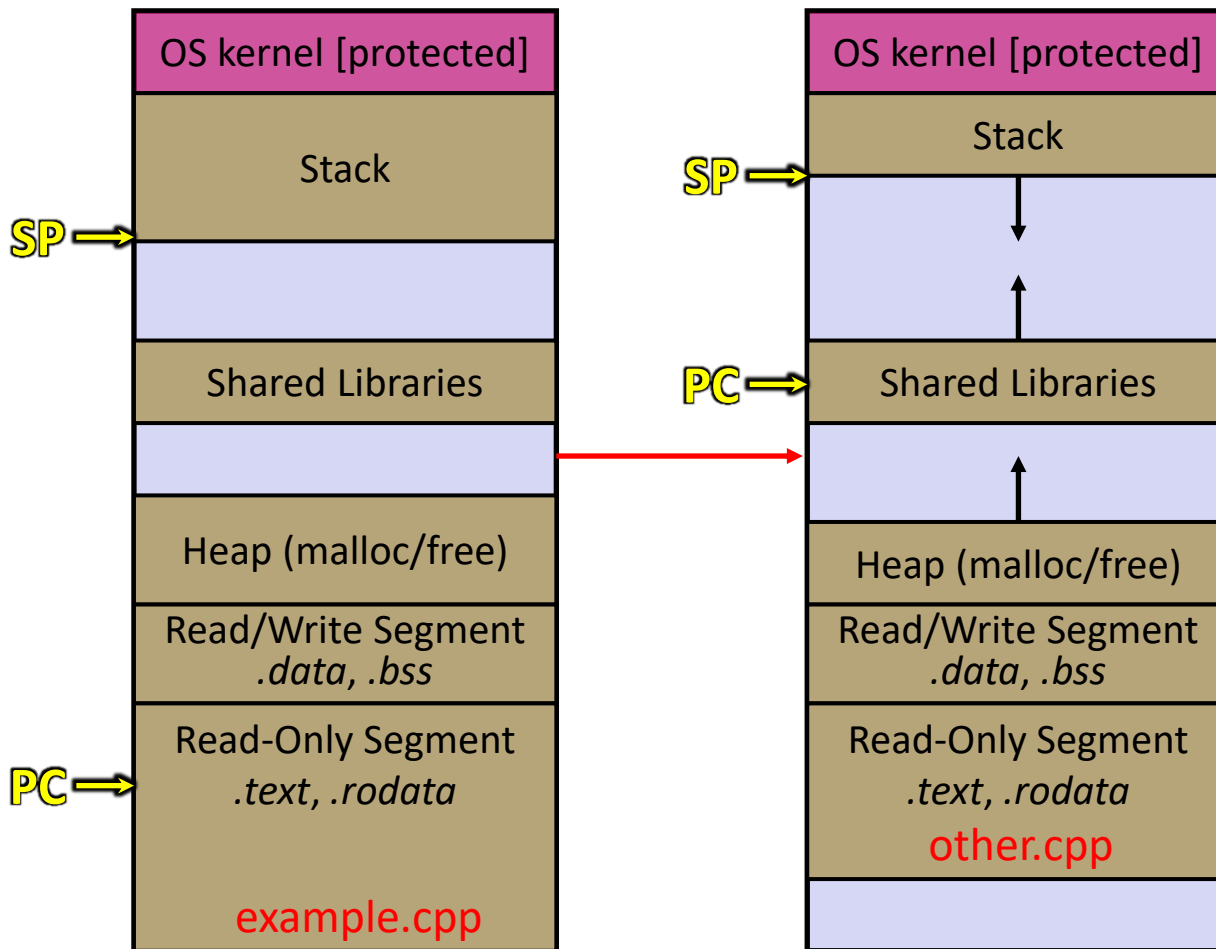 OS kernel [protected]
Stack
SP
Shared Libraries
Heap (malloc/free)
Read/Write Segment
.data, .bss
Read-Only Segment
PC
.text, .rodata
example.cpp
OS kernel [protected]
Stack
SP
PC
Shared Libraries
Heap (malloc/free)
Read/Write Segment
.data, .bss
Read-Only Segment
.text, .rodata
other.cpp